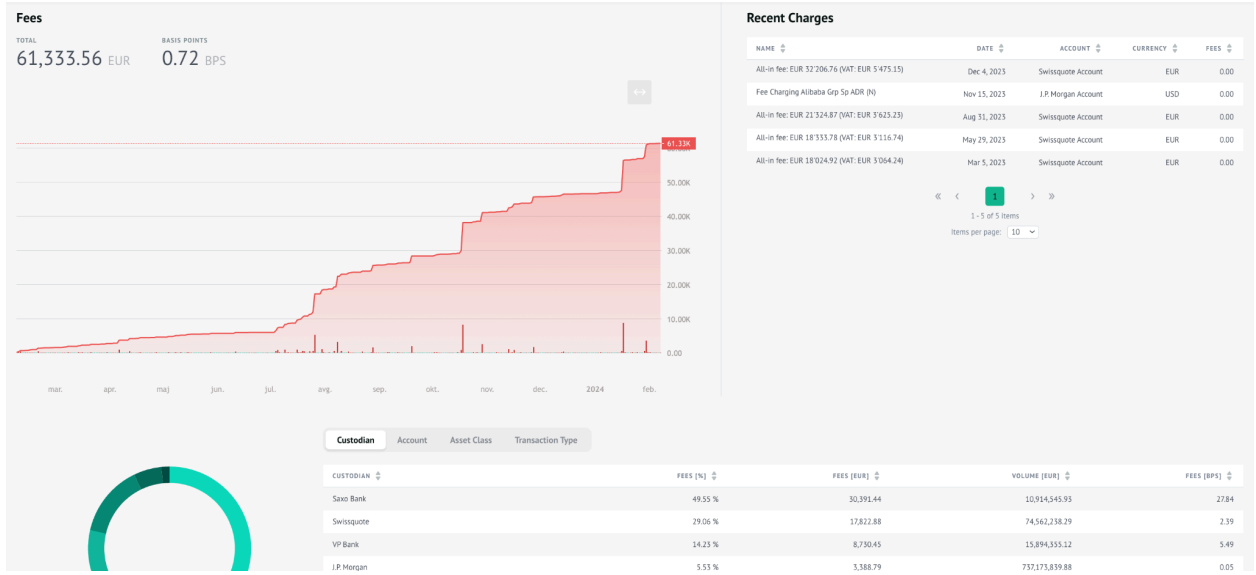 Fees
TOTAL
BASIS POINTS
61,333.56 EUR
0.72 BPS
61.33K
50.00K
40.00K
30.00K
20.00K
10.00K
0.00
mar. apr. maj jun. jul. avg. sep. okt. nov. dec. 2024 feb.
Recent Charges
NAME DATE ACCOUNT CURRENCY FEES
All-in fee: EUR 32'206.76 (VAT: EUR 5'475.15) Dec 4, 2023 Swissquote Account EUR 0.00
Fee Charging Alibaba Grp Sp ADR (N) Nov 15, 2023 J.P. Morgan Account USD 0.00
All-in fee: EUR 21'324.87 (VAT: EUR 3'625.23) Aug 31, 2023 Swissquote Account EUR 0.00
All-in fee: EUR 18'333.78 (VAT: EUR 3'116.74) May 29, 2023 Swissquote Account EUR 0.00
All-in fee: EUR 18'024.92 (VAT: EUR 3'064.24) Mar 5, 2023 Swissquote Account EUR 0.00
« ‹ 1 › »
1 - 5 of 5 items
Items per page: 10
Custodian Account Asset Class Transaction Type
CUSTODIAN FEES [%] FEES [EUR] VOLUME [EUR] FEES [BPS]
Saxo Bank 49.55 % 30,391.44 10,914,545.93 27.84
Swissquote 29.06 % 17,822.88 74,562,238.29 2.39
VP Bank 14.23 % 8,730.45 15,894,355.12 5.49
J.P. Morgan 5.53 % 3,388.79 737,173,839.88 0.05